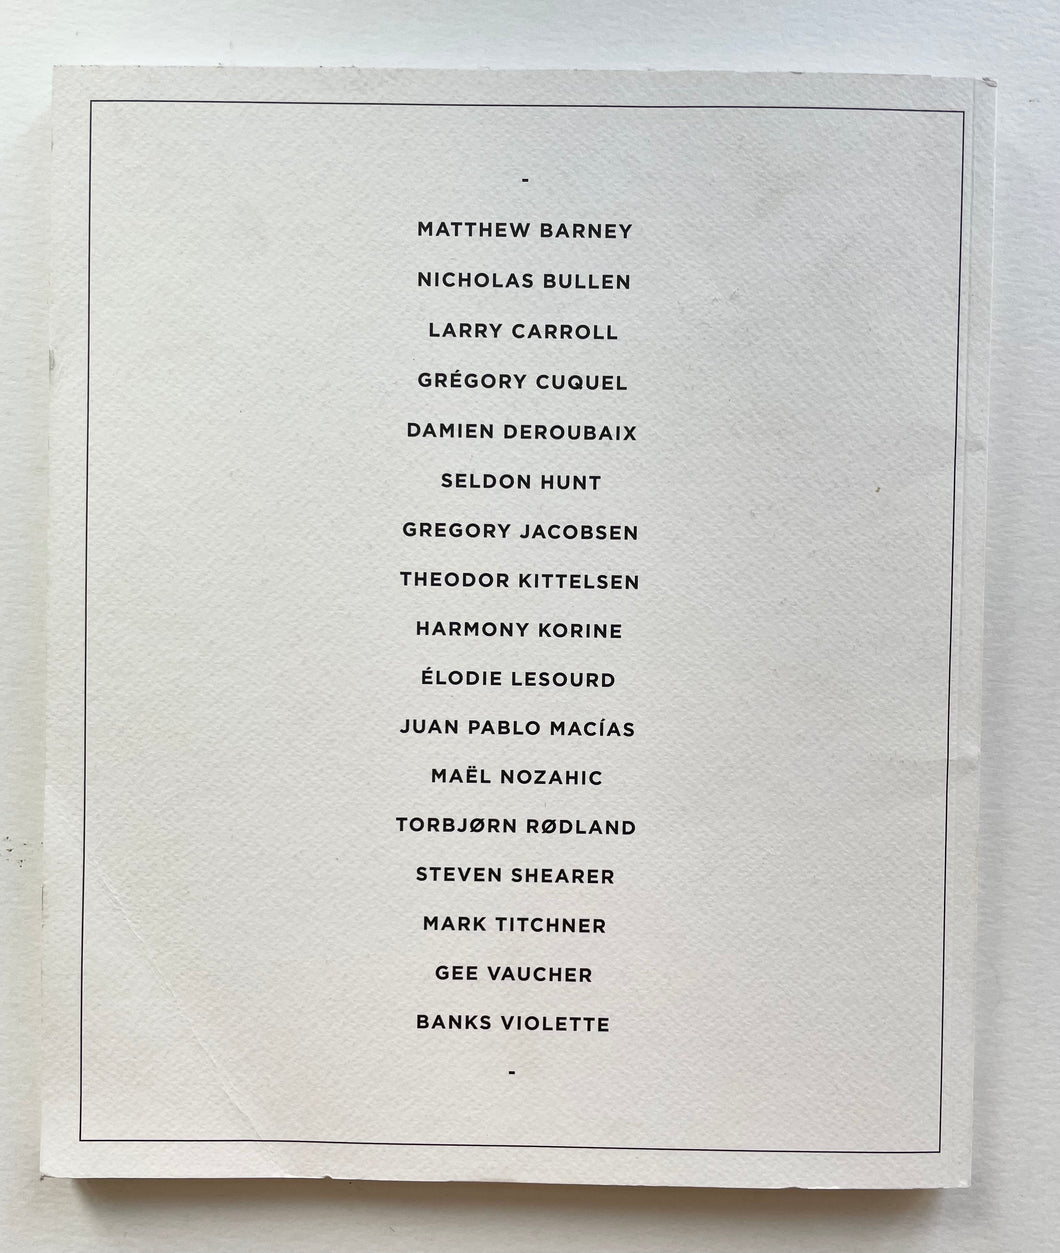 -
MATTHEW BARNEY
NICHOLAS BULLEN
LARRY CARROLL
GRÉGORY CUQUEL
DAMIEN DEROUBAIX
SELDON HUNT
GREGORY JACOBSEN
THEODOR KITTELSEN
HARMONY KORINE
ÉLODIE LESOURD
JUAN PABLO MACÍAS
MAËL NOZAHIC
TORBJØRN RØDLAND
STEVEN SHEARER
MARK TITCHNER
GEE VAUCHER
BANKS VIOLETTE
-